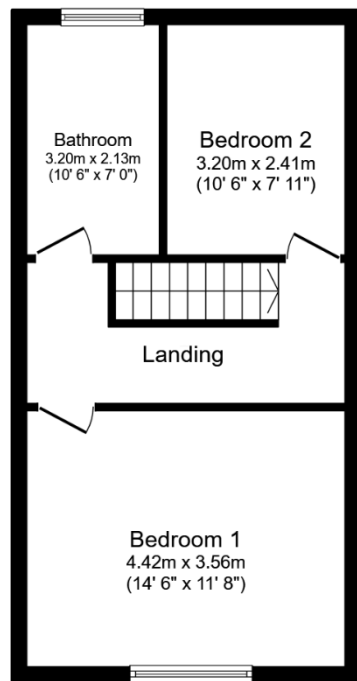 Bathroom
3.20m x 2.13m
(10' 6" x 7' 0")
Bedroom 2
3.20m x 2.41m
(10' 6" x 7' 11")
Landing
Bedroom 1
4.42m x 3.56m
(14' 6" x 11' 8")